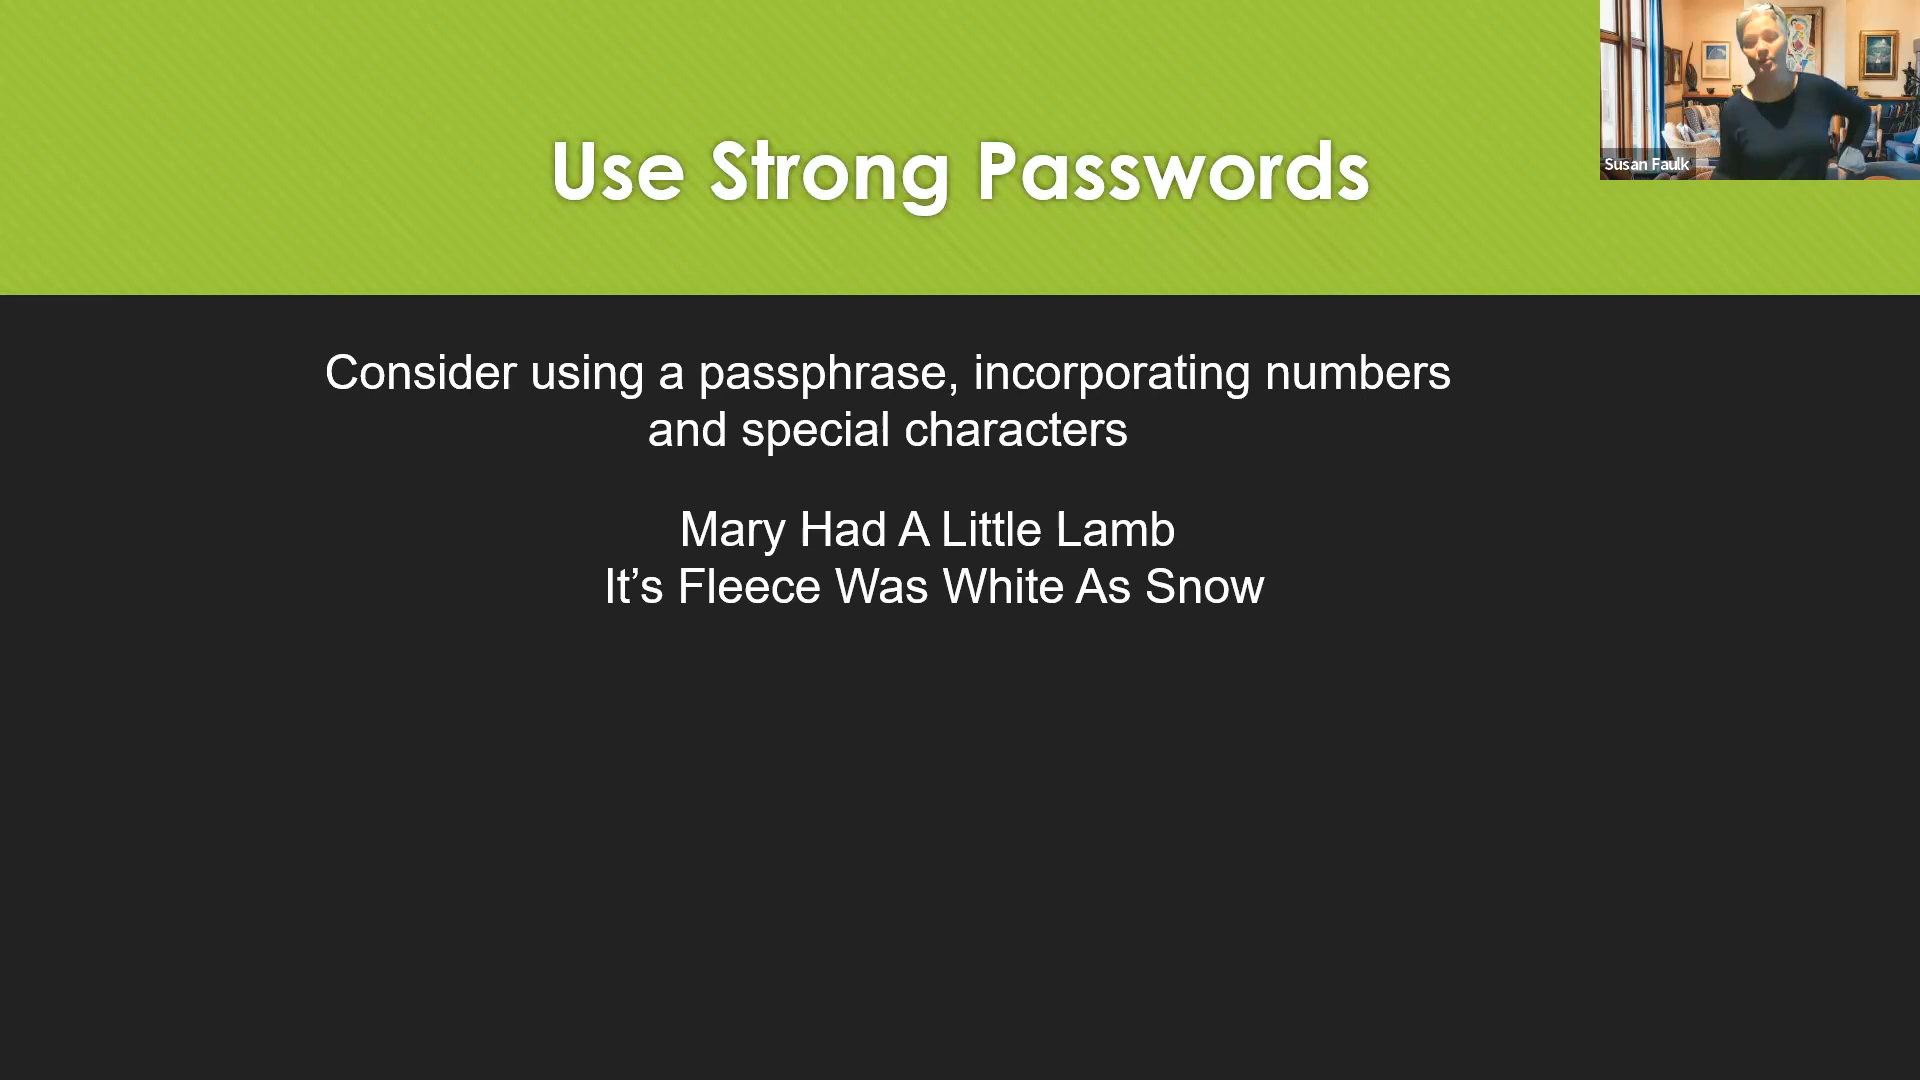 Use Strong Passwords
Susan Faulk
Consider using a passphrase, incorporating numbers
and special characters
Mary Had A Little Lamb
It’s Fleece Was White As Snow